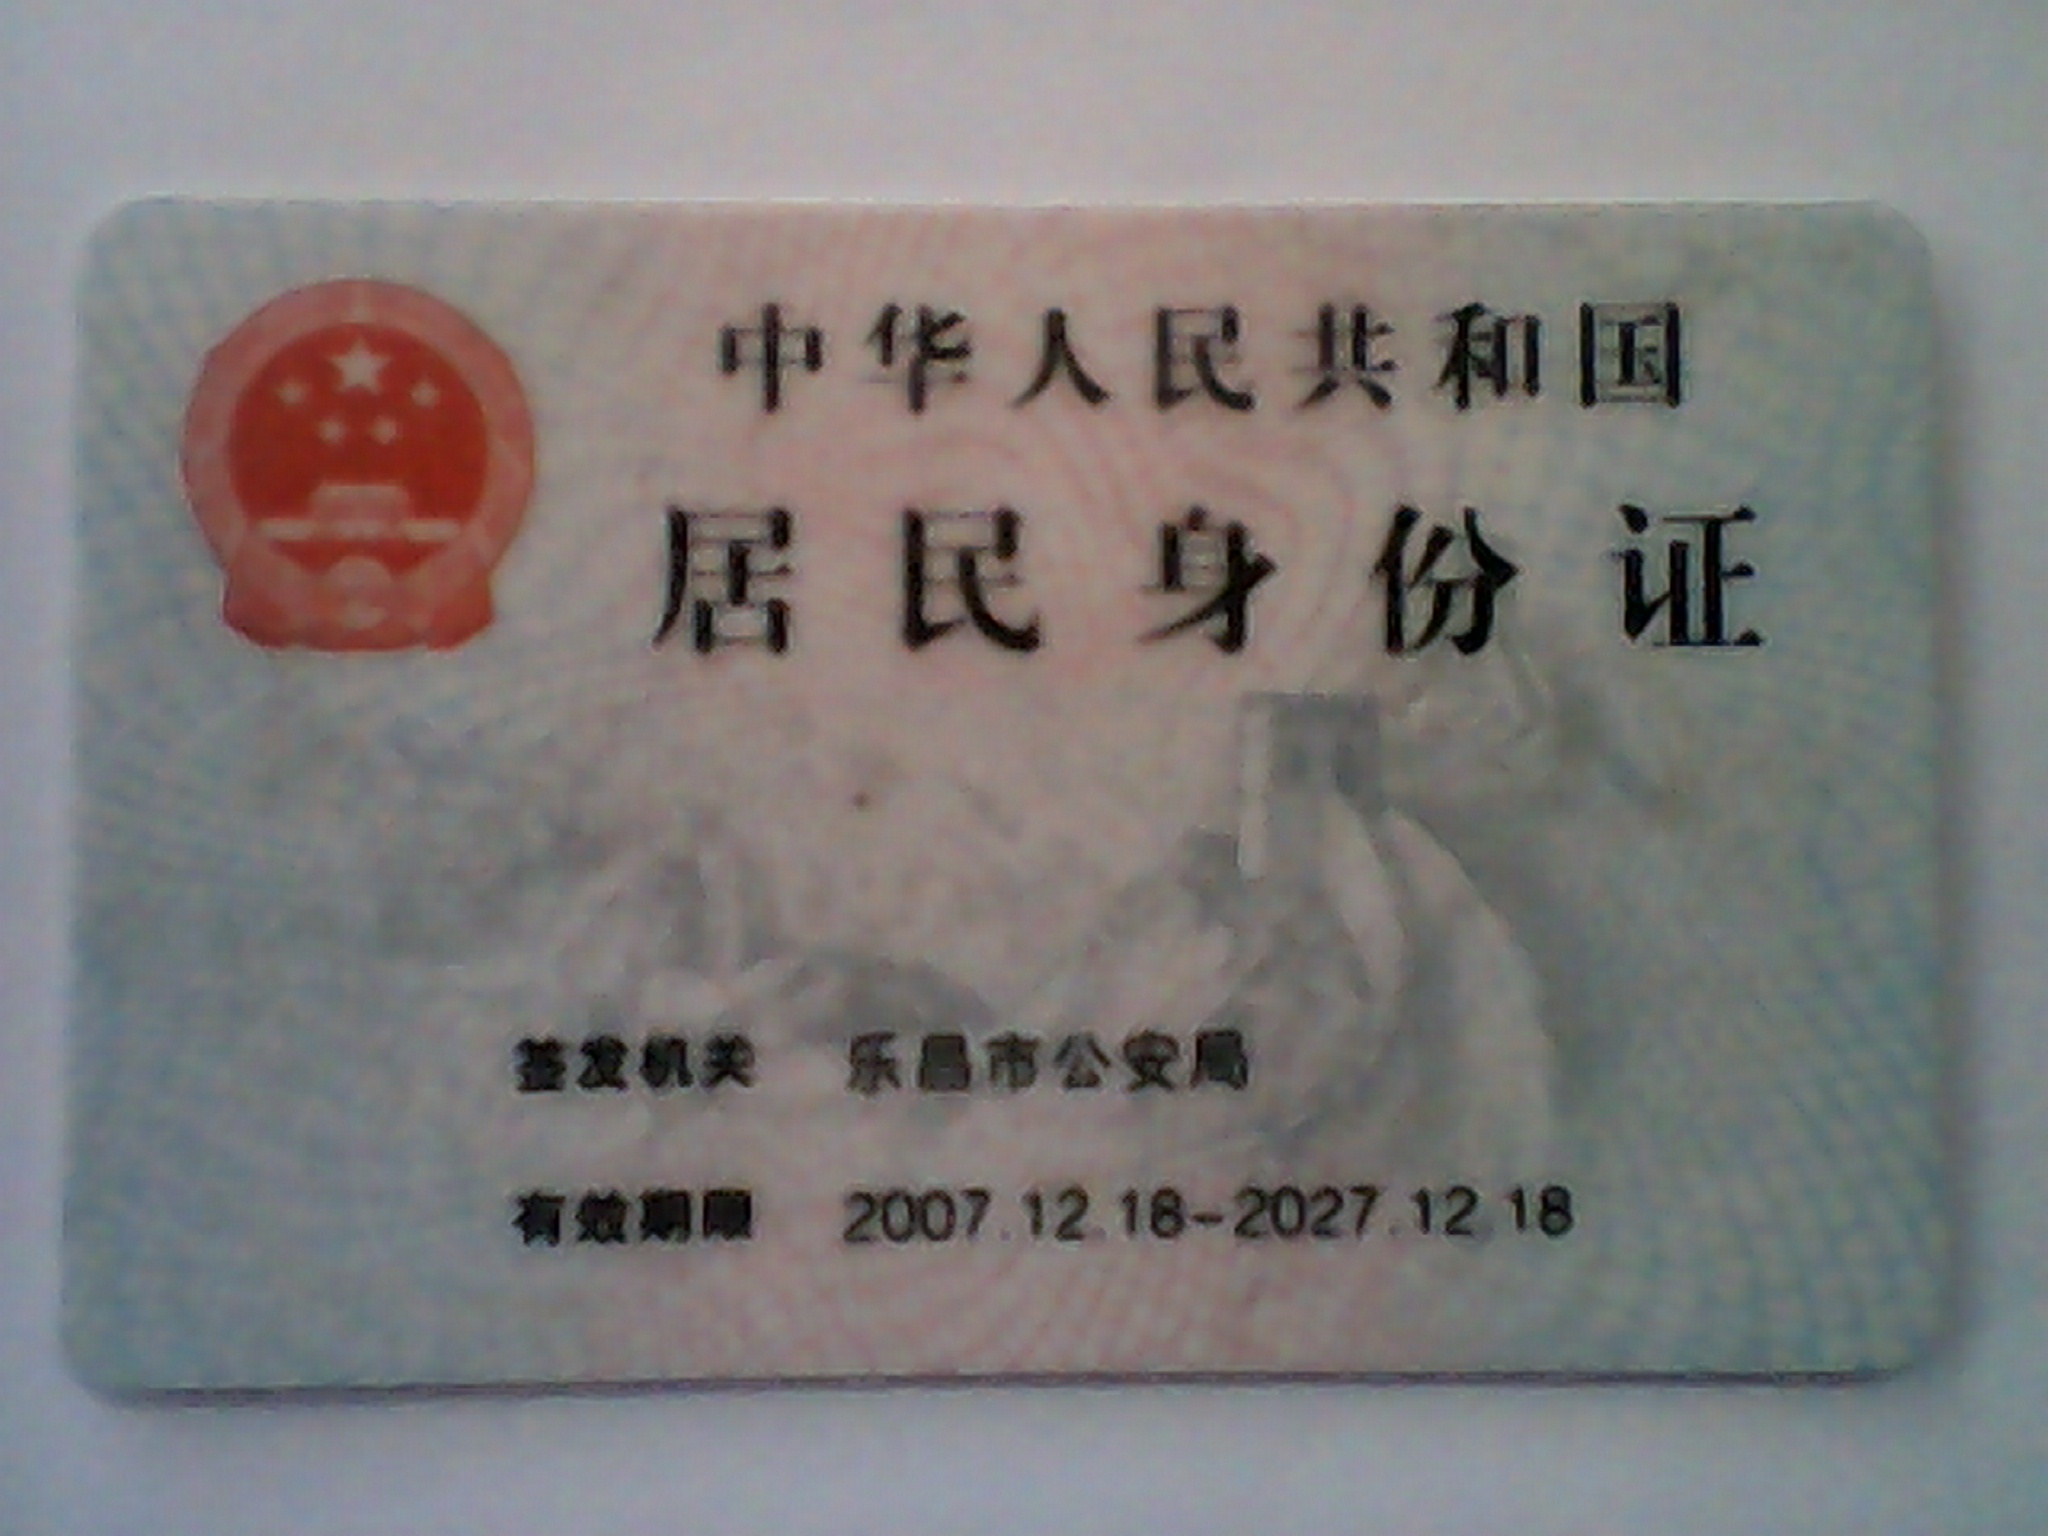 中华人民共和国
居民身份证
签发机关 乐昌市公安局
有效期限 2007.12.18-2027.12.18